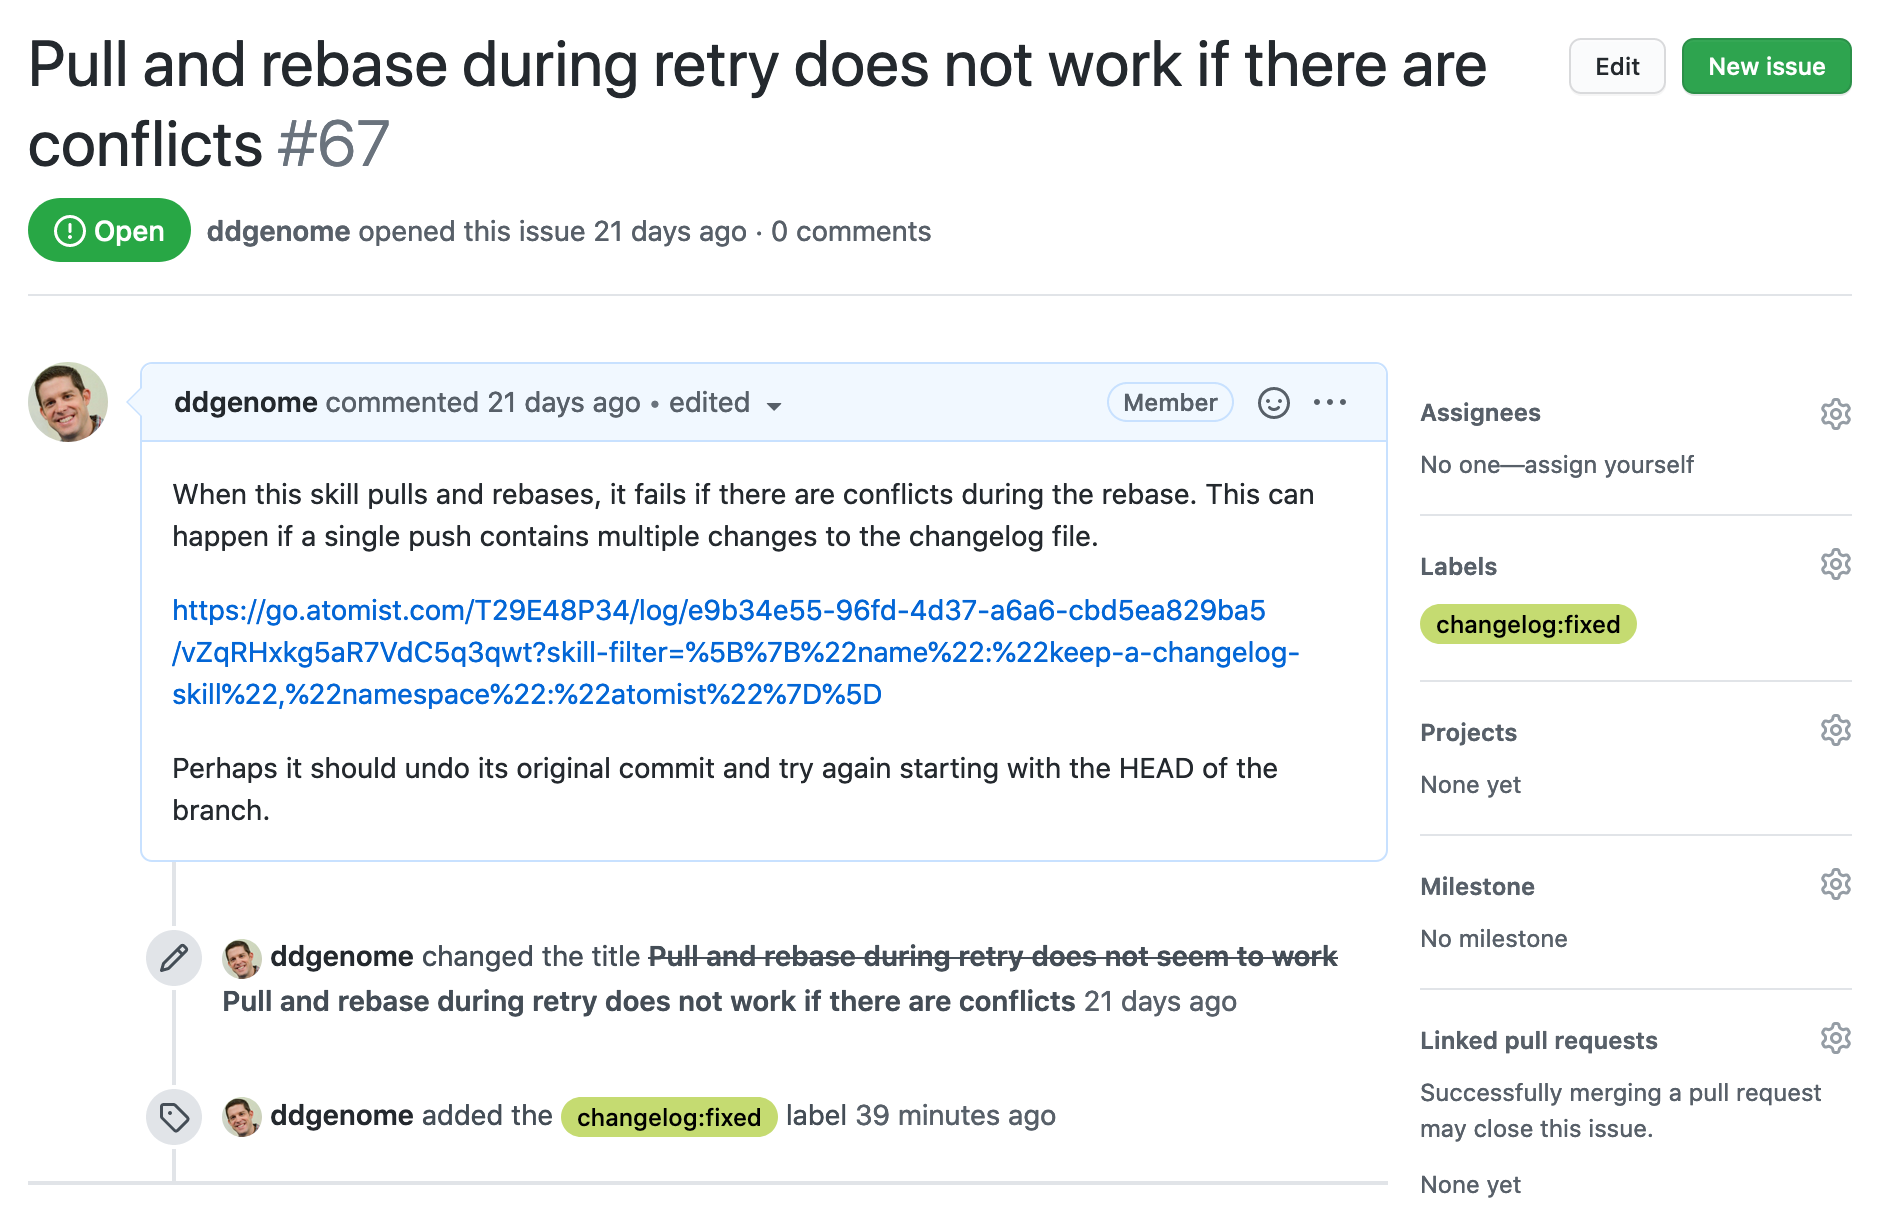 Pull and rebase during retry does not work if there are
conflicts #67
Edit
New issue
Open
ddgenome opened this issue 21 days ago · 0 comments
ddgenome commented 21 days ago • edited
Member
When this skill pulls and rebases, it fails if there are conflicts during the rebase. This can
happen if a single push contains multiple changes to the changelog file.
https://go.atomist.com/T29E48P34/log/e9b34e55-96fd-4d37-a6a6-cbd5ea829ba5
/vZqRHxkg5aR7VdC5q3qwt?skill-filter=%5B%7B%22name%22:%22keep-a-changelog-
skill%22,%22namespace%22:%22atomist%22%7D%5D
Perhaps it should undo its original commit and try again starting with the HEAD of the
branch.
ddgenome changed the title Pull and rebase during retry does not seem to work
Pull and rebase during retry does not work if there are conflicts 21 days ago
ddgenome added the changelog:fixed label 39 minutes ago
Assignees
No one—assign yourself
Labels
changelog:fixed
Projects
None yet
Milestone
No milestone
Linked pull requests
Successfully merging a pull request
may close this issue.
None yet